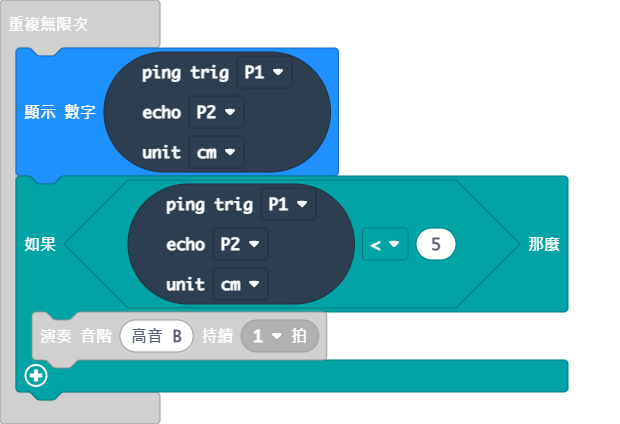 重複無限次
ping trig P1
顯示 數字 echo P2
unit cm
ping trig P1
如果 echo P2 < 5 那麼
unit cm
演奏 音階 高音 B 持續 1 拍